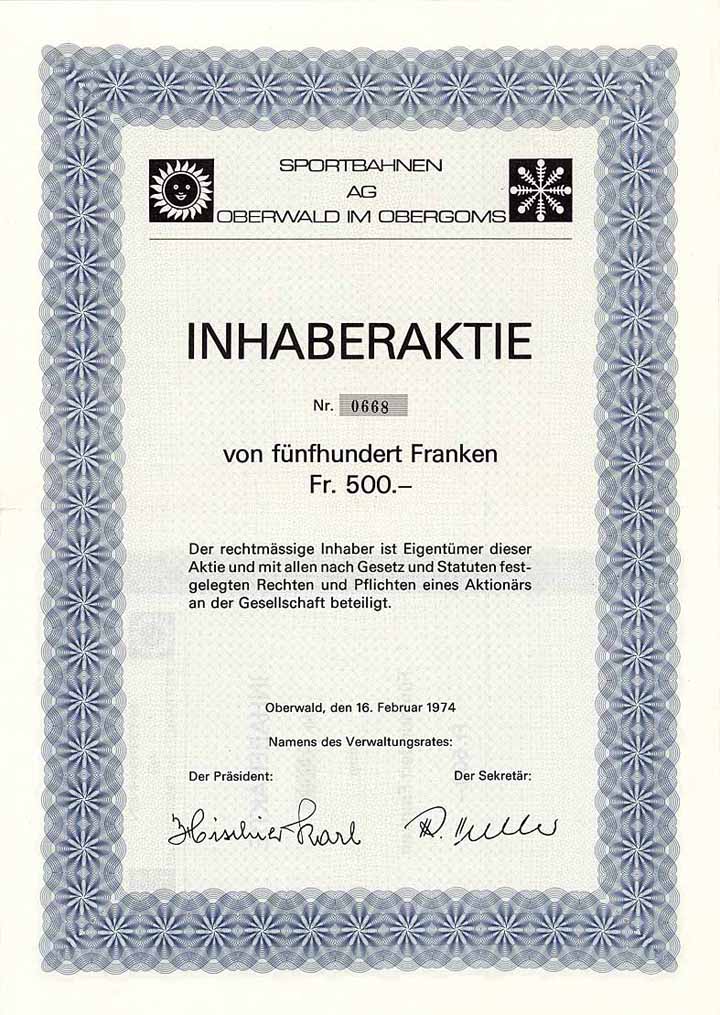 SPORTBAHNEN
AG
OBERWALD IM OBERGOMS
INHABERAKTIE
Nr. 0668
von fünfhundert Franken
Fr. 500.–
Der rechtmässige Inhaber ist Eigentümer dieser
Aktie und mit allen nach Gesetz und Statuten fest-
gelegten Rechten und Pflichten eines Aktionärs
an der Gesellschaft beteiligt.
Oberwald, den 16. Februar 1974
Namens des Verwaltungsrates:
Der Präsident: Der Sekretär:
Hischier Karl